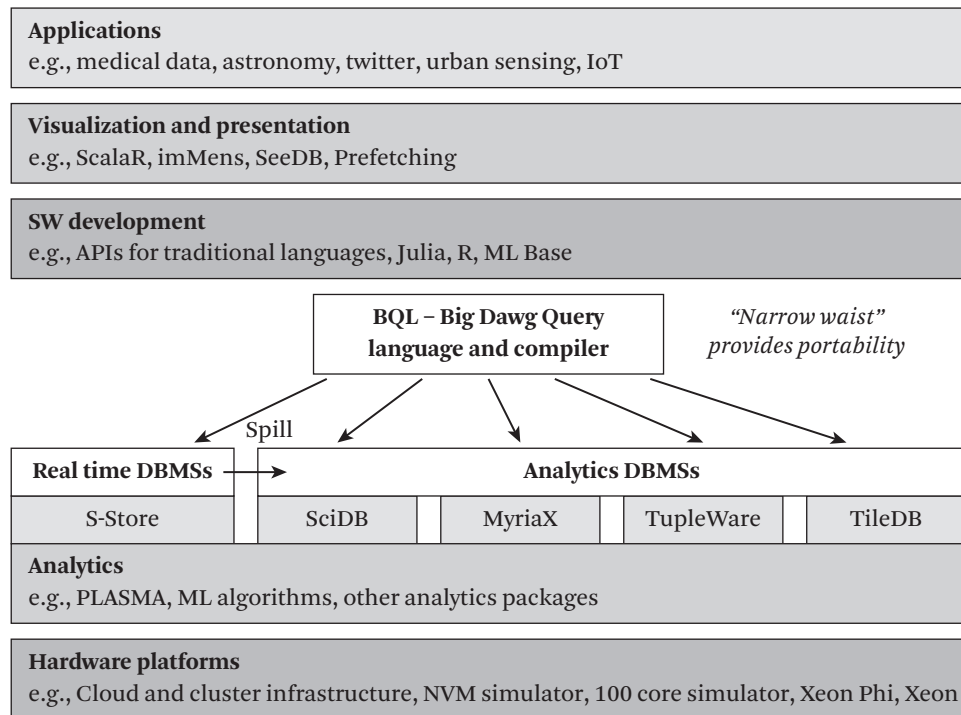 Applications
e.g., medical data, astronomy, twitter, urban sensing, IoT
Visualization and presentation
e.g., ScalaR, imMens, SeeDB, Prefetching
SW development
e.g., APIs for traditional languages, Julia, R, ML Base
BQL – Big Dawg Query
language and compiler
“Narrow waist”
provides portability
Spill
Real time DBMSs
Analytics DBMSs
S-Store
SciDB
MyriaX
TupleWare
TileDB
Analytics
e.g., PLASMA, ML algorithms, other analytics packages
Hardware platforms
e.g., Cloud and cluster infrastructure, NVM simulator, 100 core simulator, Xeon Phi, Xeon